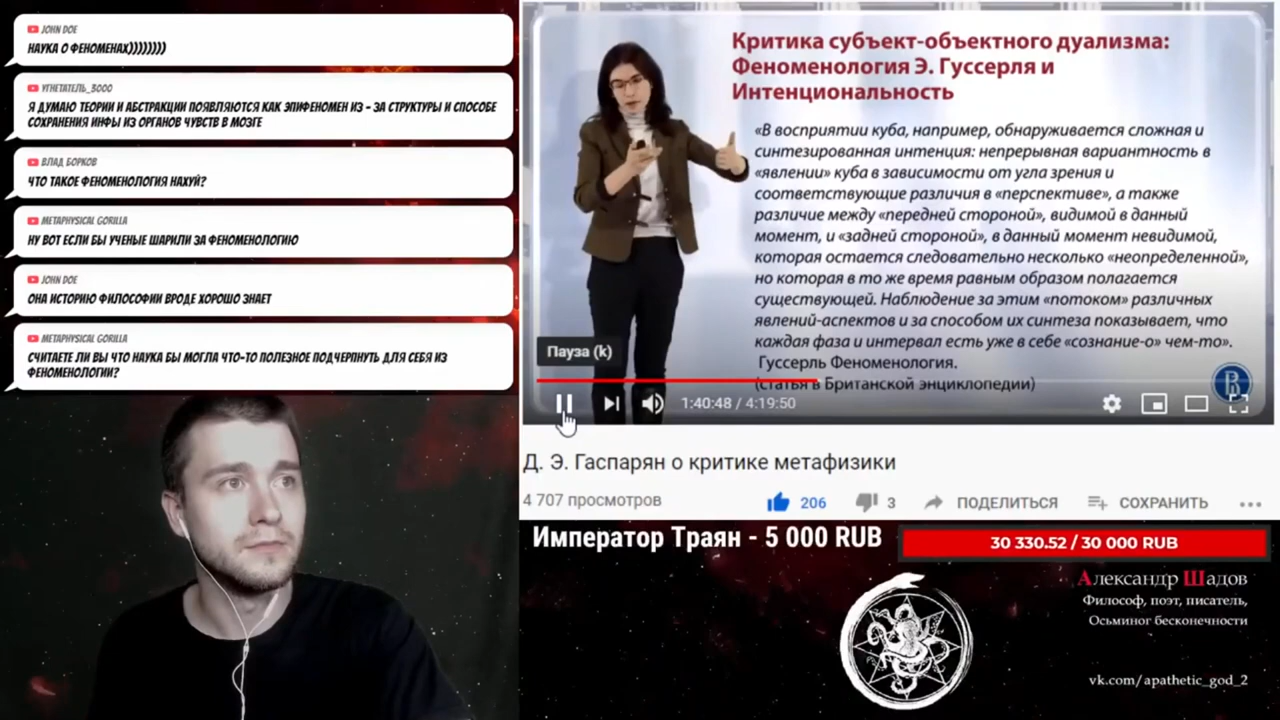 JOHN DOE
НАУКА О ФЕНОМЕНАХ))))))))
УГНЕТАТЕЛЬ_3000
Я ДУМАЮ ТЕОРИИ И АБСТРАКЦИИ ПОЯВЛЯЮТСЯ КАК ЭПИФЕНОМЕН ИЗ - ЗА СТРУКТУРЫ И СПОСОБЕ
СОХРАНЕНИЯ ИНФЫ ИЗ ОРГАНОВ ЧУВСТВ В МОЗГЕ
ВЛАД БОРКОВ
ЧТО ТАКОЕ ФЕНОМЕНОЛОГИЯ НАХУЙ?
METAPHYSICAL GORILLA
НУ ВОТ ЕСЛИ БЫ УЧЕНЫЕ ШАРИЛИ ЗА ФЕНОМЕНОЛОГИЮ
JOHN DOE
ОНА ИСТОРИЮ ФИЛОСОФИИ ВРОДЕ ХОРОШО ЗНАЕТ
METAPHYSICAL GORILLA
СЧИТАЕТЕ ЛИ ВЫ ЧТО НАУКА БЫ МОГЛА ЧТО-ТО ПОЛЕЗНОЕ ПОДЧЕРПНУТЬ ДЛЯ СЕБЯ ИЗ
ФЕНОМЕНОЛОГИИ?
Критика субъект-объектного дуализма:
Феноменология Э. Гуссерля и
Интенциональность
«В восприятии куба, например, обнаруживается сложная и
синтезированная интенция: непрерывная вариантность в
«явлении» куба в зависимости от угла зрения и
соответствующие различия в «перспективе», а также
различие между «передней стороной», видимой в данный
момент, и «задней стороной», в данный момент невидимой,
которая остается следовательно несколько «неопределенной»,
но которая в то же время равным образом полагается
существующей. Наблюдение за этим «потоком» различных
явлений-аспектов и за способом их синтеза показывает, что
каждая фаза и интервал есть уже в себе «сознание-о» чем-то».
Гуссерль Феноменология.
(статья в Британской энциклопедии)
Пауза (k)
1:40:48 / 4:19:50
Д. Э. Гаспарян о критике метафизики
4 707 просмотров
206
3
ПОДЕЛИТЬСЯ
СОХРАНИТЬ
Император Траян - 5 000 RUB
30 330.52 / 30 000 RUB
Александр Шадов
Философ, поэт, писатель,
Осьминог бесконечности
vk.com/apathetic_god_2